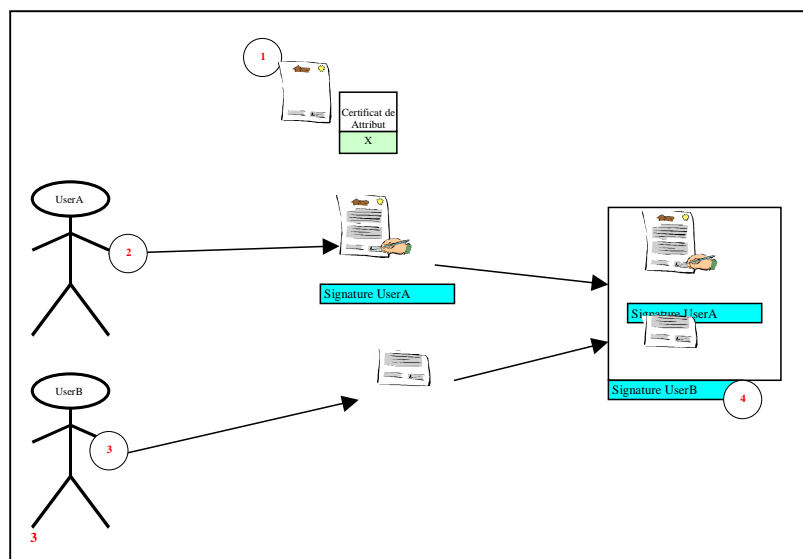 1
Certificat de
Attribut
X
UserA
2
Signature UserA
Signature UserA
UserB
3
Signature UserB
4
3